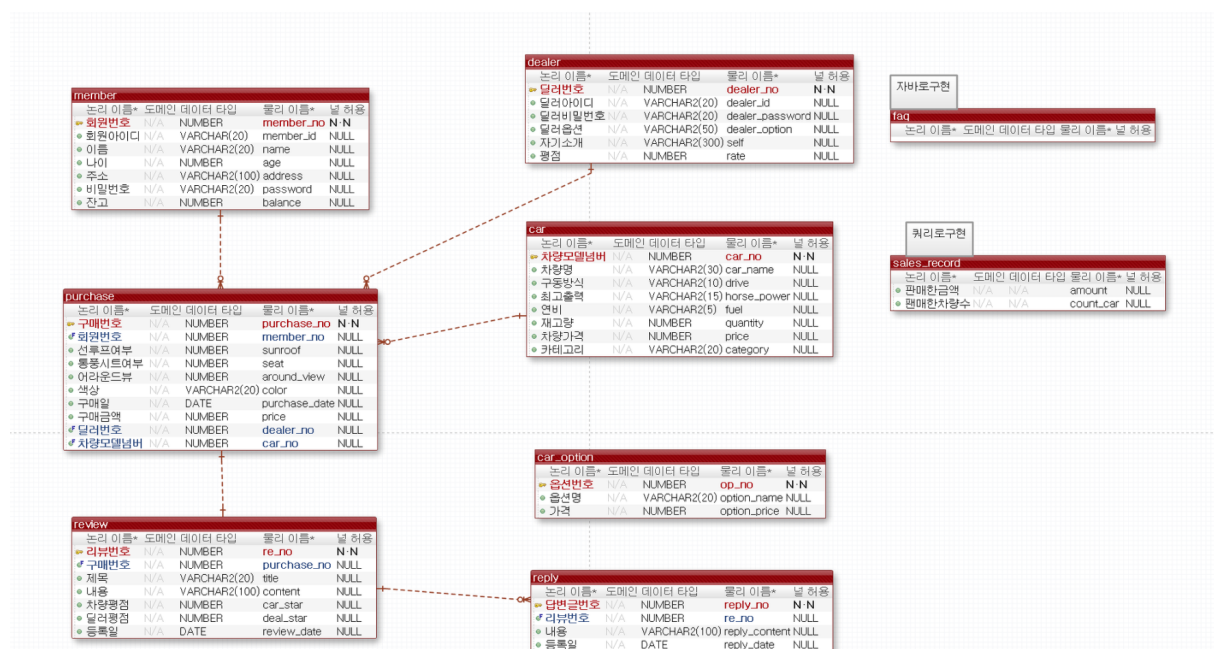 member
논리 이름* 도메인 데이터 타입 물리 이름* 널 허용
회원번호 N/A NUMBER member_no N-N
회원아이디 N/A VARCHAR(20) member_id NULL
이름 N/A VARCHAR2(20) name NULL
나이 N/A NUMBER age NULL
주소 N/A VARCHAR2(100) address NULL
비밀번호 N/A VARCHAR2(20) password NULL
잔고 N/A NUMBER balance NULL
dealer
논리 이름* 도메인 데이터 타입 물리 이름* 널 허용
딜러번호 N/A NUMBER dealer_no N-N
딜러아이디 N/A VARCHAR2(20) dealer_id NULL
딜러비밀번호 N/A VARCHAR2(20) dealer_password NULL
딜러옵션 N/A VARCHAR2(50) dealer_option NULL
자기소개 N/A VARCHAR2(300) self NULL
평점 N/A NUMBER rate NULL
자바로구현
faq
논리 이름* 도메인 데이터 타입 물리 이름* 널 허용
car
논리 이름* 도메인 데이터 타입 물리 이름* 널 허용
차량모델넘버 N/A NUMBER car_no N-N
차량명 N/A VARCHAR2(30) car_name NULL
구동방식 N/A VARCHAR2(10) drive NULL
최고출력 N/A VARCHAR2(15) horse_power NULL
연비 N/A VARCHAR2(5) fuel NULL
재고량 N/A NUMBER quantity NULL
차량가격 N/A NUMBER price NULL
카테고리 N/A VARCHAR2(20) category NULL
쿼리로구현
sales_record
논리 이름* 도메인 데이터 타입 물리 이름* 널 허용
판매한금액 N/A N/A amount NULL
팬매한차량수 N/A N/A count_car NULL
purchase
논리 이름* 도메인 데이터 타입 물리 이름* 널 허용
구매번호 N/A NUMBER purchase_no N-N
회원번호 N/A NUMBER member_no NULL
선루프여부 N/A NUMBER sunroof NULL
통풍시트여부 N/A NUMBER seat NULL
어라운드뷰 N/A NUMBER around_view NULL
색상 N/A VARCHAR2(20) color NULL
구매일 N/A DATE purchase_date NULL
구매금액 N/A NUMBER price NULL
딜러번호 N/A NUMBER dealer_no NULL
차량모델넘버 N/A NUMBER car_no NULL
car_option
논리 이름* 도메인 데이터 타입 물리 이름* 널 허용
옵션번호 N/A NUMBER op_no N-N
옵션명 N/A VARCHAR2(20) option_name NULL
가격 N/A NUMBER option_price NULL
review
논리 이름* 도메인 데이터 타입 물리 이름* 널 허용
리뷰번호 N/A NUMBER re_no N-N
구매번호 N/A NUMBER purchase_no NULL
제목 N/A VARCHAR2(20) title NULL
내용 N/A VARCHAR2(100) content NULL
차량평점 N/A NUMBER car_star NULL
딜러평점 N/A NUMBER deal_star NULL
등록일 N/A DATE review_date NULL
reply
논리 이름* 도메인 데이터 타입 물리 이름* 널 허용
답변글번호 N/A NUMBER reply_no N-N
리뷰번호 N/A NUMBER re_no NULL
내용 N/A VARCHAR2(100) reply_content NULL
등록일 N/A DATE reply_date NULL